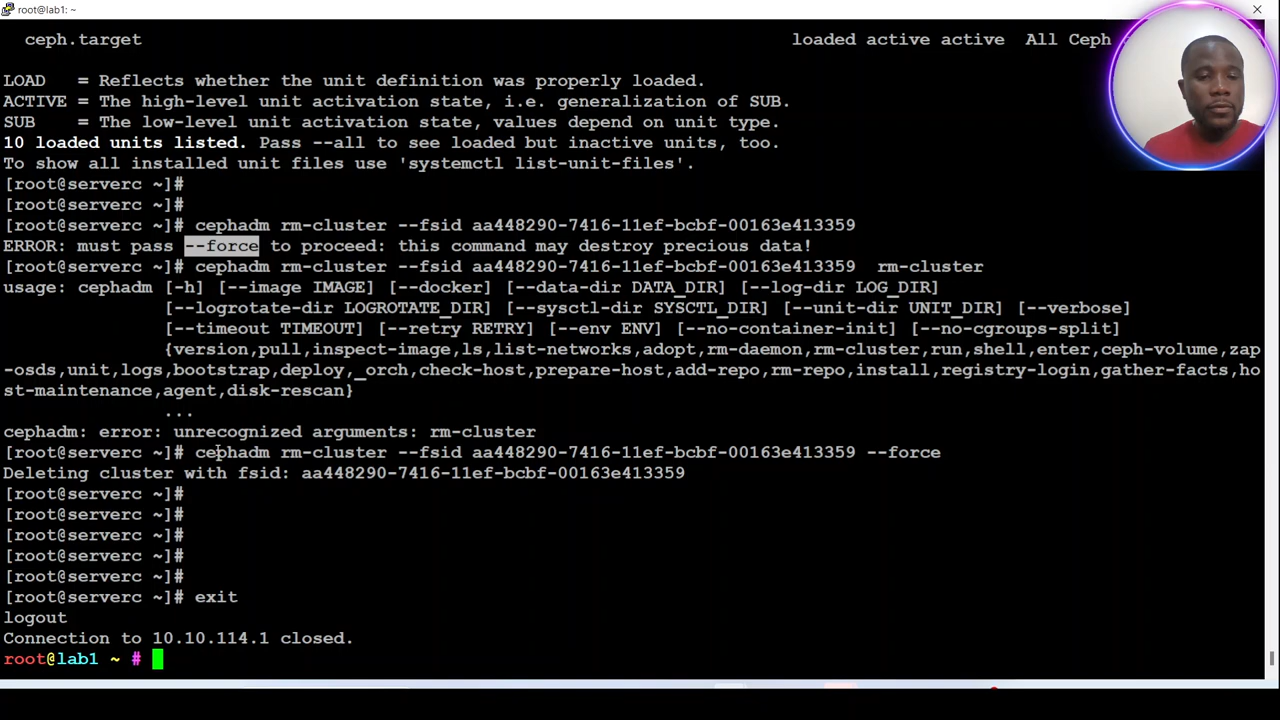 root@lab1: ~
ceph.target loaded active active All Ceph
LOAD = Reflects whether the unit definition was properly loaded.
ACTIVE = The high-level unit activation state, i.e. generalization of SUB.
SUB = The low-level unit activation state, values depend on unit type.
10 loaded units listed. Pass --all to see loaded but inactive units, too.
To show all installed unit files use 'systemctl list-unit-files'.
[root@serverc ~]#
[root@serverc ~]#
[root@serverc ~]# cephadm rm-cluster --fsid aa448290-7416-11ef-bcbf-00163e413359
ERROR: must pass --force to proceed: this command may destroy precious data!
[root@serverc ~]# cephadm rm-cluster --fsid aa448290-7416-11ef-bcbf-00163e413359 rm-cluster
usage: cephadm [-h] [--image IMAGE] [--docker] [--data-dir DATA_DIR] [--log-dir LOG_DIR]
[--logrotate-dir LOGROTATE_DIR] [--sysctl-dir SYSCTL_DIR] [--unit-dir UNIT_DIR] [--verbose]
[--timeout TIMEOUT] [--retry RETRY] [--env ENV] [--no-container-init] [--no-cgroups-split]
{version,pull,inspect-image,ls,list-networks,adopt,rm-daemon,rm-cluster,run,shell,enter,ceph-volume,zap
-osds,unit,logs,bootstrap,deploy,_orch,check-host,prepare-host,add-repo,rm-repo,install,registry-login,gather-facts,ho
st-maintenance,agent,disk-rescan}
...
cephadm: error: unrecognized arguments: rm-cluster
[root@serverc ~]# cephadm rm-cluster --fsid aa448290-7416-11ef-bcbf-00163e413359 --force
Deleting cluster with fsid: aa448290-7416-11ef-bcbf-00163e413359
[root@serverc ~]#
[root@serverc ~]#
[root@serverc ~]#
[root@serverc ~]#
[root@serverc ~]#
[root@serverc ~]# exit
logout
Connection to 10.10.114.1 closed.
root@lab1 ~ #